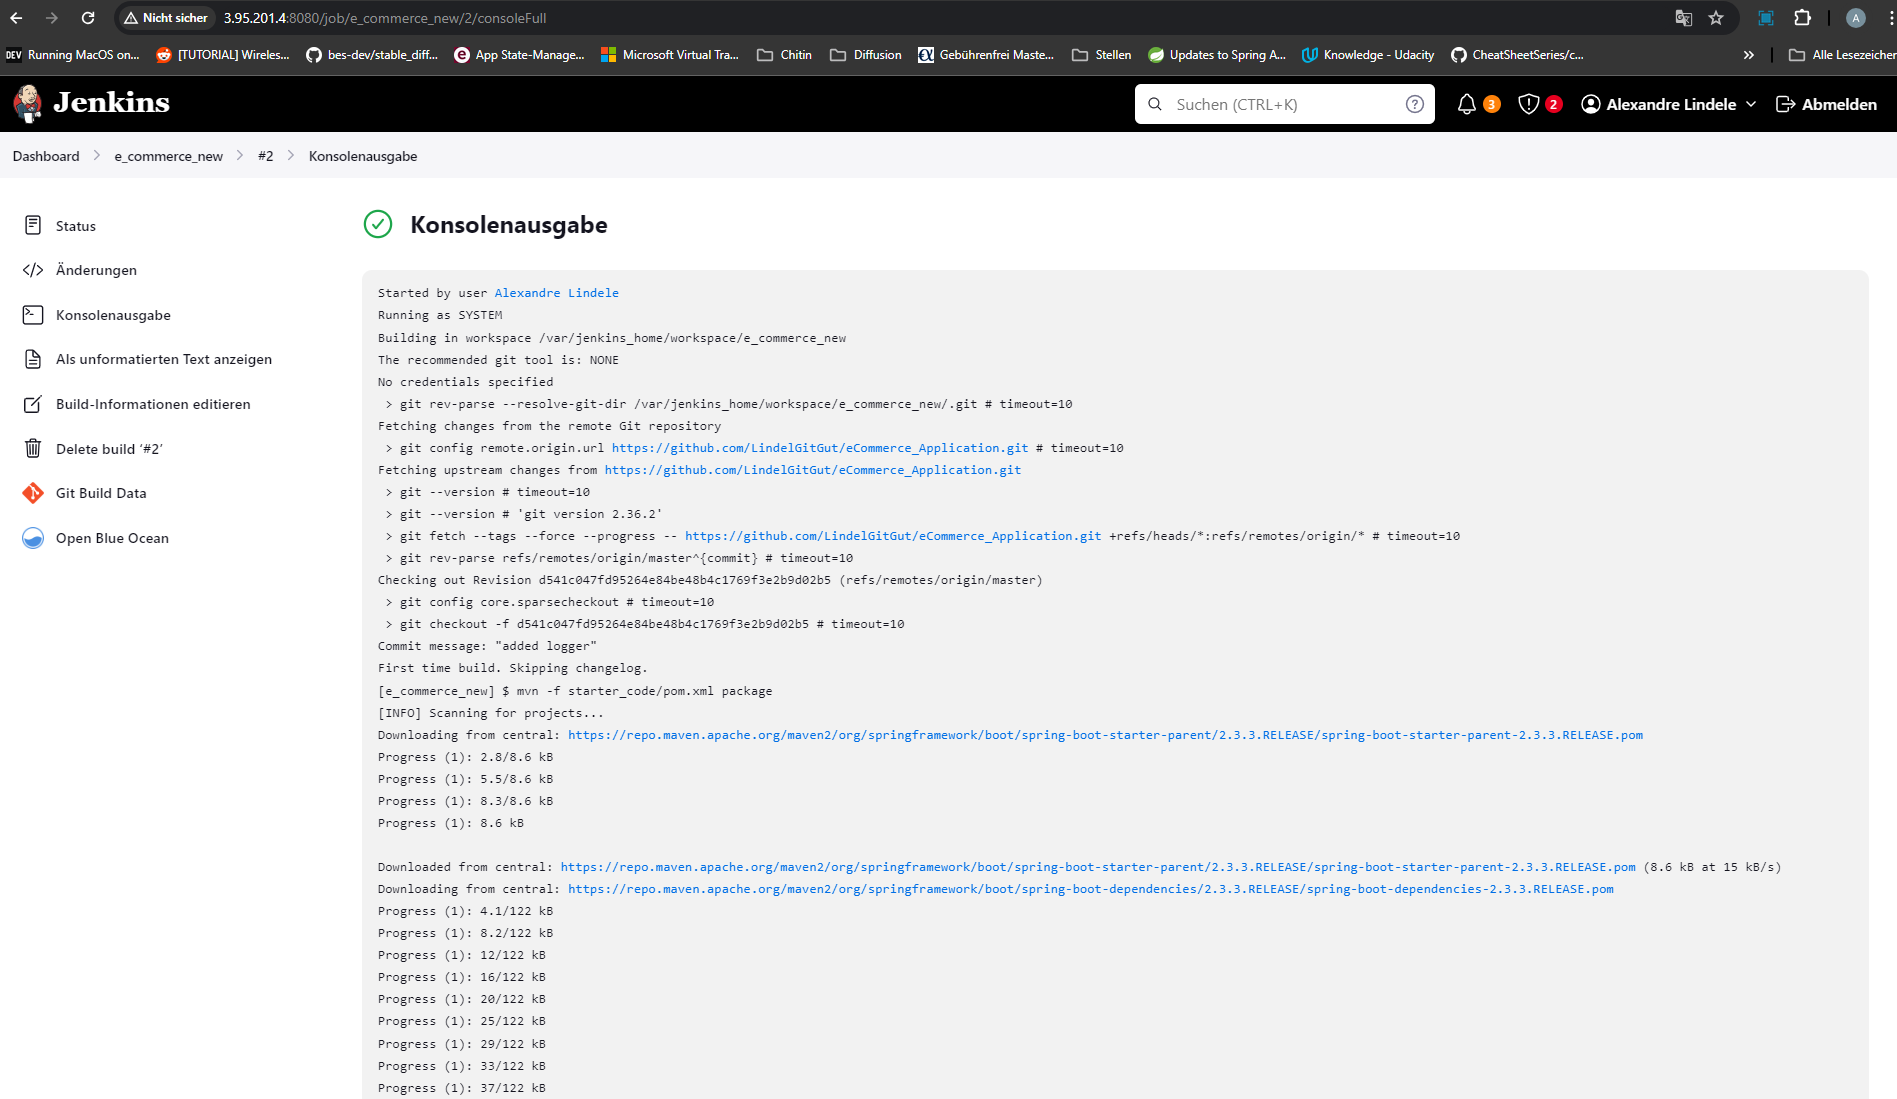 Nicht sicher 3.95.201.4:8080/job/e_commerce_new/2/consoleFull A
DEV Running MacOS on... [TUTORIAL] Wireles... bes-dev/stable_diff... App State-Manage... Microsoft Virtual Tra... Chitin Diffusion Gebührenfrei Maste... Stellen Updates to Spring A... Knowledge - Udacity CheatSheetSeries/c... » Alle Lesezeichen
Jenkins Suchen (CTRL+K) 3 2 Alexandre Lindele Abmelden
Dashboard e_commerce_new #2 Konsolenausgabe
Status
Änderungen
Konsolenausgabe
Als unformatierten Text anzeigen
Build-Informationen editieren
Delete build ‘#2’
Git Build Data
Open Blue Ocean
Konsolenausgabe
Started by user Alexandre Lindele
Running as SYSTEM
Building in workspace /var/jenkins_home/workspace/e_commerce_new
The recommended git tool is: NONE
No credentials specified
> git rev-parse --resolve-git-dir /var/jenkins_home/workspace/e_commerce_new/.git # timeout=10
Fetching changes from the remote Git repository
> git config remote.origin.url https://github.com/LindelGitGut/eCommerce_Application.git # timeout=10
Fetching upstream changes from https://github.com/LindelGitGut/eCommerce_Application.git
> git --version # timeout=10
> git --version # 'git version 2.36.2'
> git fetch --tags --force --progress -- https://github.com/LindelGitGut/eCommerce_Application.git +refs/heads/*:refs/remotes/origin/* # timeout=10
> git rev-parse refs/remotes/origin/master^{commit} # timeout=10
Checking out Revision d541c047fd95264e84be48b4c1769f3e2b9d02b5 (refs/remotes/origin/master)
> git config core.sparsecheckout # timeout=10
> git checkout -f d541c047fd95264e84be48b4c1769f3e2b9d02b5 # timeout=10
Commit message: "added logger"
First time build. Skipping changelog.
[e_commerce_new] $ mvn -f starter_code/pom.xml package
[INFO] Scanning for projects...
Downloading from central: https://repo.maven.apache.org/maven2/org/springframework/boot/spring-boot-starter-parent/2.3.3.RELEASE/spring-boot-starter-parent-2.3.3.RELEASE.pom
Progress (1): 2.8/8.6 kB
Progress (1): 5.5/8.6 kB
Progress (1): 8.3/8.6 kB
Progress (1): 8.6 kB
Downloaded from central: https://repo.maven.apache.org/maven2/org/springframework/boot/spring-boot-starter-parent/2.3.3.RELEASE/spring-boot-starter-parent-2.3.3.RELEASE.pom (8.6 kB at 15 kB/s)
Downloading from central: https://repo.maven.apache.org/maven2/org/springframework/boot/spring-boot-dependencies/2.3.3.RELEASE/spring-boot-dependencies-2.3.3.RELEASE.pom
Progress (1): 4.1/122 kB
Progress (1): 8.2/122 kB
Progress (1): 12/122 kB
Progress (1): 16/122 kB
Progress (1): 20/122 kB
Progress (1): 25/122 kB
Progress (1): 29/122 kB
Progress (1): 33/122 kB
Progress (1): 37/122 kB